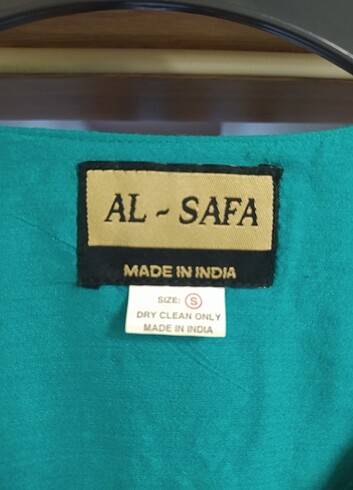 AL ~ SAFA
MADE IN INDIA
SIZE: S
DRY CLEAN ONLY
MADE IN INDIA